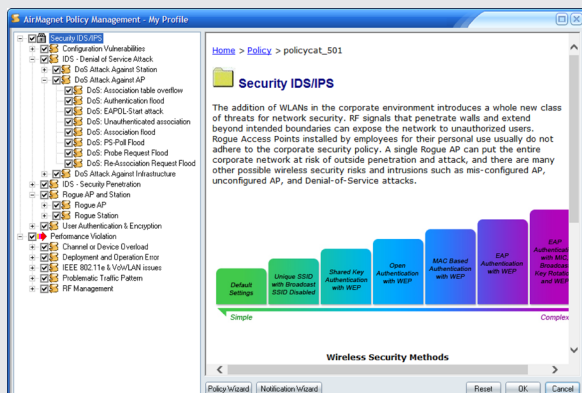 AirMagnet Policy Management - My Profile
Security IDS/IPS
Configuration Vulnerabilities
IDS - Denial of Service Attack
DoS Attack Against Station
DoS Attack Against AP
DoS: Association table overflow
DoS: Authentication flood
DoS: EAPOL-Start attack
DoS: Unauthenticated association
DoS: Association flood
DoS: PS-Poll Flood
DoS: Probe Request Flood
DoS: Re-Association Request Flood
DoS Attack Against Infrastructure
IDS - Security Penetration
Rogue AP and Station
Rogue AP
Rogue Station
User Authentication & Encryption
Performance Violation
Channel or Device Overload
Deployment and Operation Error
IEEE 802.11e & VoWLAN issues
Problematic Traffic Pattern
RF Management
Home > Policy > policycat_501
Security IDS/IPS
The addition of WLANs in the corporate environment introduces a whole new class
of threats for network security. RF signals that penetrate walls and extend
beyond intended boundaries can expose the network to unauthorized users.
Rogue Access Points installed by employees for their personal use usually do not
adhere to the corporate security policy. A single Rogue AP can put the entire
corporate network at risk of outside penetration and attack, and there are many
other possible wireless security risks and intrusions such as mis-configured AP,
unconfigured AP, and Denial-of-Service attacks.
Default
Settings
Unique SSID
with Broadcast
SSID Disabled
Shared Key
Authentication
with WEP
Open
Authentication
with WEP
MAC Based
Authentication
with WEP
EAP
Authentication
with WEP
EAP
Authenticati
with MIC,
Broadcas
Key Rotatio
and WEP
Simple
Complex
Wireless Security Methods
Policy Wizard
Notification Wizard
Reset
OK
Cancel